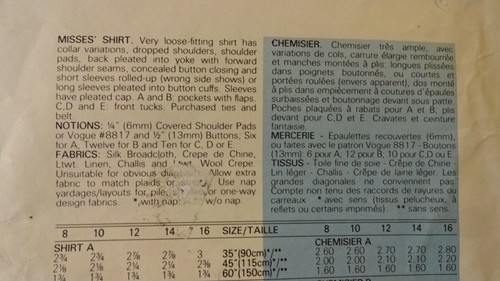 MISSES' SHIRT. Very loose-fitting shirt has
collar variations, dropped shoulders, shoulder
pads, back pleated into yoke with forward
shoulder seams, concealed button closing and
short sleeves rolled-up (wrong side shows) or
long sleeves pleated into button cuffs. Sleeves
have pleated cap. A and B: pockets with flaps.
C,D and E: front tucks. Purchased ties and
belt.
NOTIONS: ¼" (6mm) Covered Shoulder Pads
or Vogue #8817 and ½" (13mm) Buttons, Six
for A, Twelve for B and Ten for C, D or E.
FABRICS: Silk Broadcloth, Crepe de Chine,
Ltwt. Linen, Challis and Wool Crepe.
Unsuitable for obvious Allow extra
fabric to match plaids or Use nap
yardages/layouts for pile, or one-way
design fabrics. *with nap w/o nap
CHEMISIER. Chemisier très ample, avec
variations de cols, carrure élargie rembourrée
et manches montées à plis: longues plissées
dans poignets boutonnés, ou courtes et
portées roulées (envers apparent), dos monté
à plis dans empiècement à coutures d'épaules
surbaissées et boutonnage devant sous patte.
Poches plaquées à rabats pour A et B, plis
devant pour C,D et E. Cravates et ceinture
fantaisie.
MERCERIE - Epaulettes recouvertes (6mm),
ou faites avec le patron Vogue 8817 - Boutons
(13mm): 6 pour A, 12 pour B, 10 pour C,D ou E.
TISSUS - Toile fine de soie - Crêpe de Chine -
Lin léger - Challis - Crêpe de laine léger. Les
grandes diagonales ne conviennent pas.
Compte non tenu des raccords de rayures ou
carreaux *avec sens (tissus pelucheux, à
reflets ou certains imprimés) **sans sens.
8 10 12 14 16 SIZE/TAILLE 8 10 12 14 16
SHIRT A CHEMISIER A
2¾ 2¾ 2⅞ 2⅞ 3 35"(90cm)*/** 2.60 2.60 2.70 2.70 2.80
2⅛ 2⅛ 2¼ 2¼ 2⅜ 45"(115cm)*/** 2.00 2.00 2.10 2.10 2.20
1¾ 1¾ 1¾ 1¾ 1¾ 60"(150cm)*/** 1.60 1.60 1.60 1.60 1.60